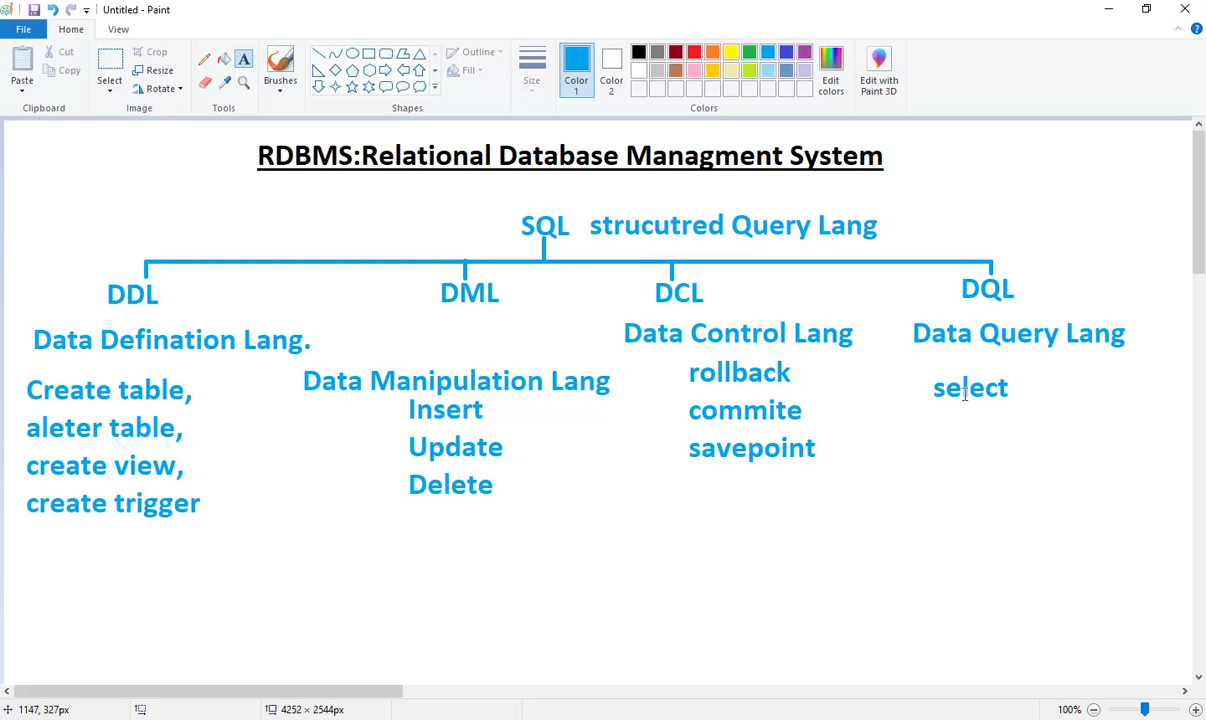 Untitled - Paint
File
Home
View
Paste
Cut
Copy
Clipboard
Select
Crop
Resize
Rotate
Image
A
Tools
Brushes
Outline
Fill
Shapes
Size
Color 1
Color 2
Edit colors
Colors
Edit with Paint 3D
RDBMS:Relational Database Managment System
SQL strucutred Query Lang
DDL
DML
DCL
DQL
Data Defination Lang.
Create table,
aleter table,
create view,
create trigger
Data Manipulation Lang
Insert
Update
Delete
Data Control Lang
rollback
commite
savepoint
Data Query Lang
select
1147, 327px
4252 × 2544px
100%